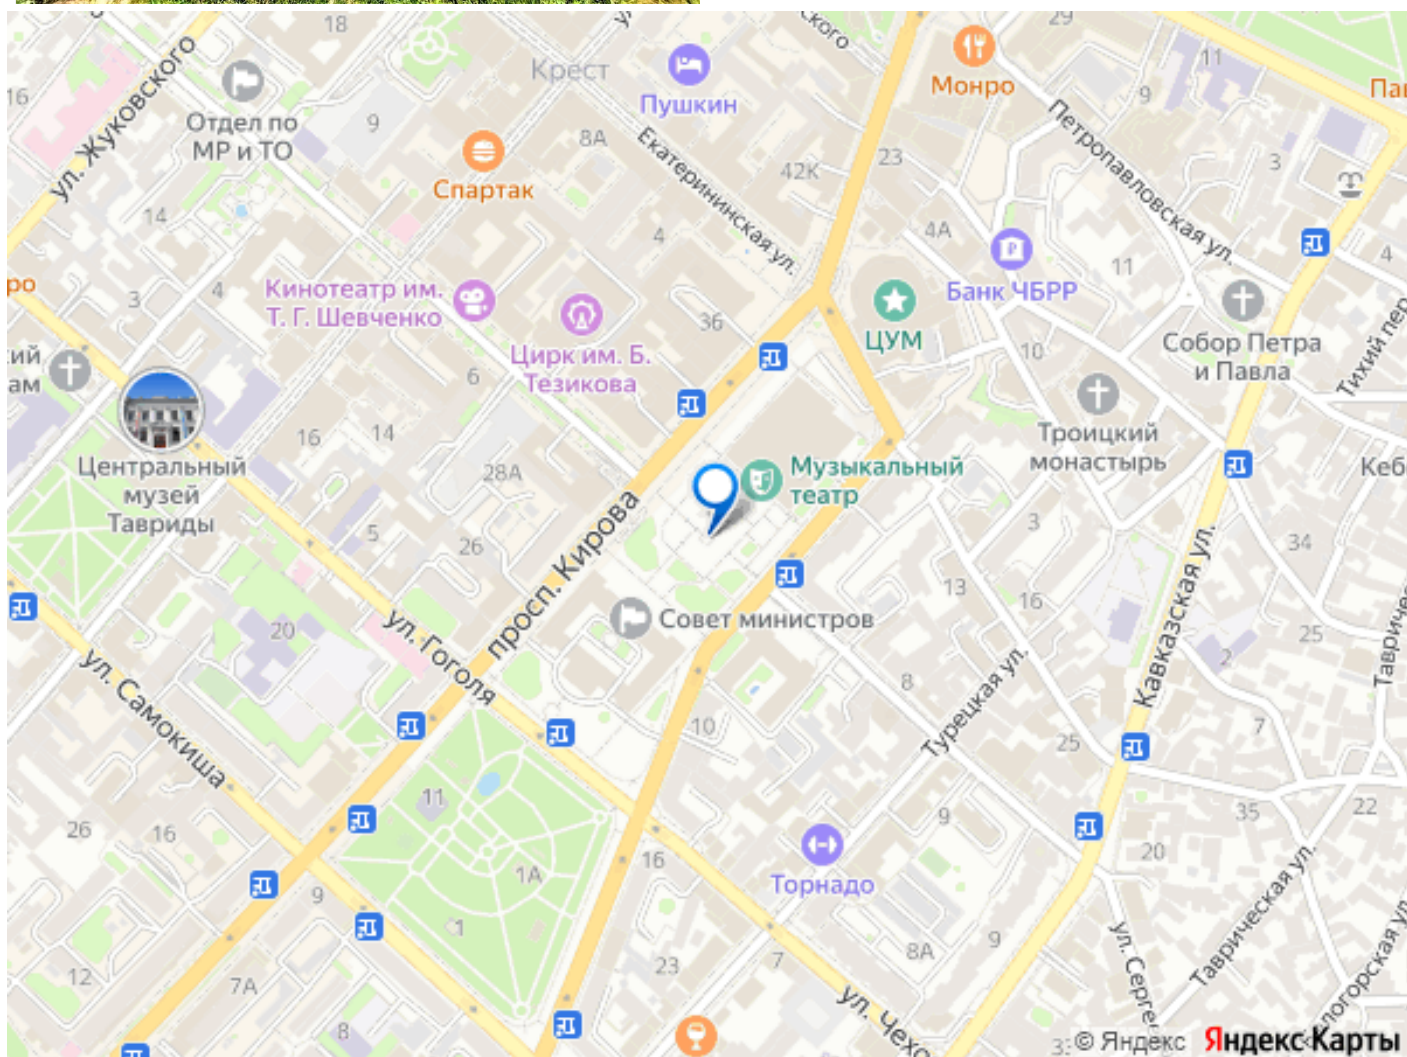 18
ул. Жуковского
16
Отдел по
МР и ТО
9
Крест
Пушкин
8А
Спартак
Екатерининская ул.
42К
23
Монро
29
11
9
Петропавловская ул.
3
4А
Банк ЧБРР
11
4
14
4
3
4
Кинотеатр им.
Т. Г. Шевченко
Цирк им. Б.
Тезикова
36
ЦУМ
10
Собор Петра
и Павла
Тихий пер
6
Центральный
музей
Тавриды
16
14
28А
Троицкий
монастырь
Музыкальный
театр
просп. Кирова
5
26
3
34
Кавказская ул.
13
16
25
2
Совет министров
20
ул. Гоголя
ул. Самокиша
8
Турецкая ул.
10
25
7
11
1А
1
26
16
9
12
7А
8
16
Торнадо
9
20
35
22
Таврическая ул.
8А
9
23
7
ул. Чехо
ул. Серге
© Яндекс Яндекс Карты